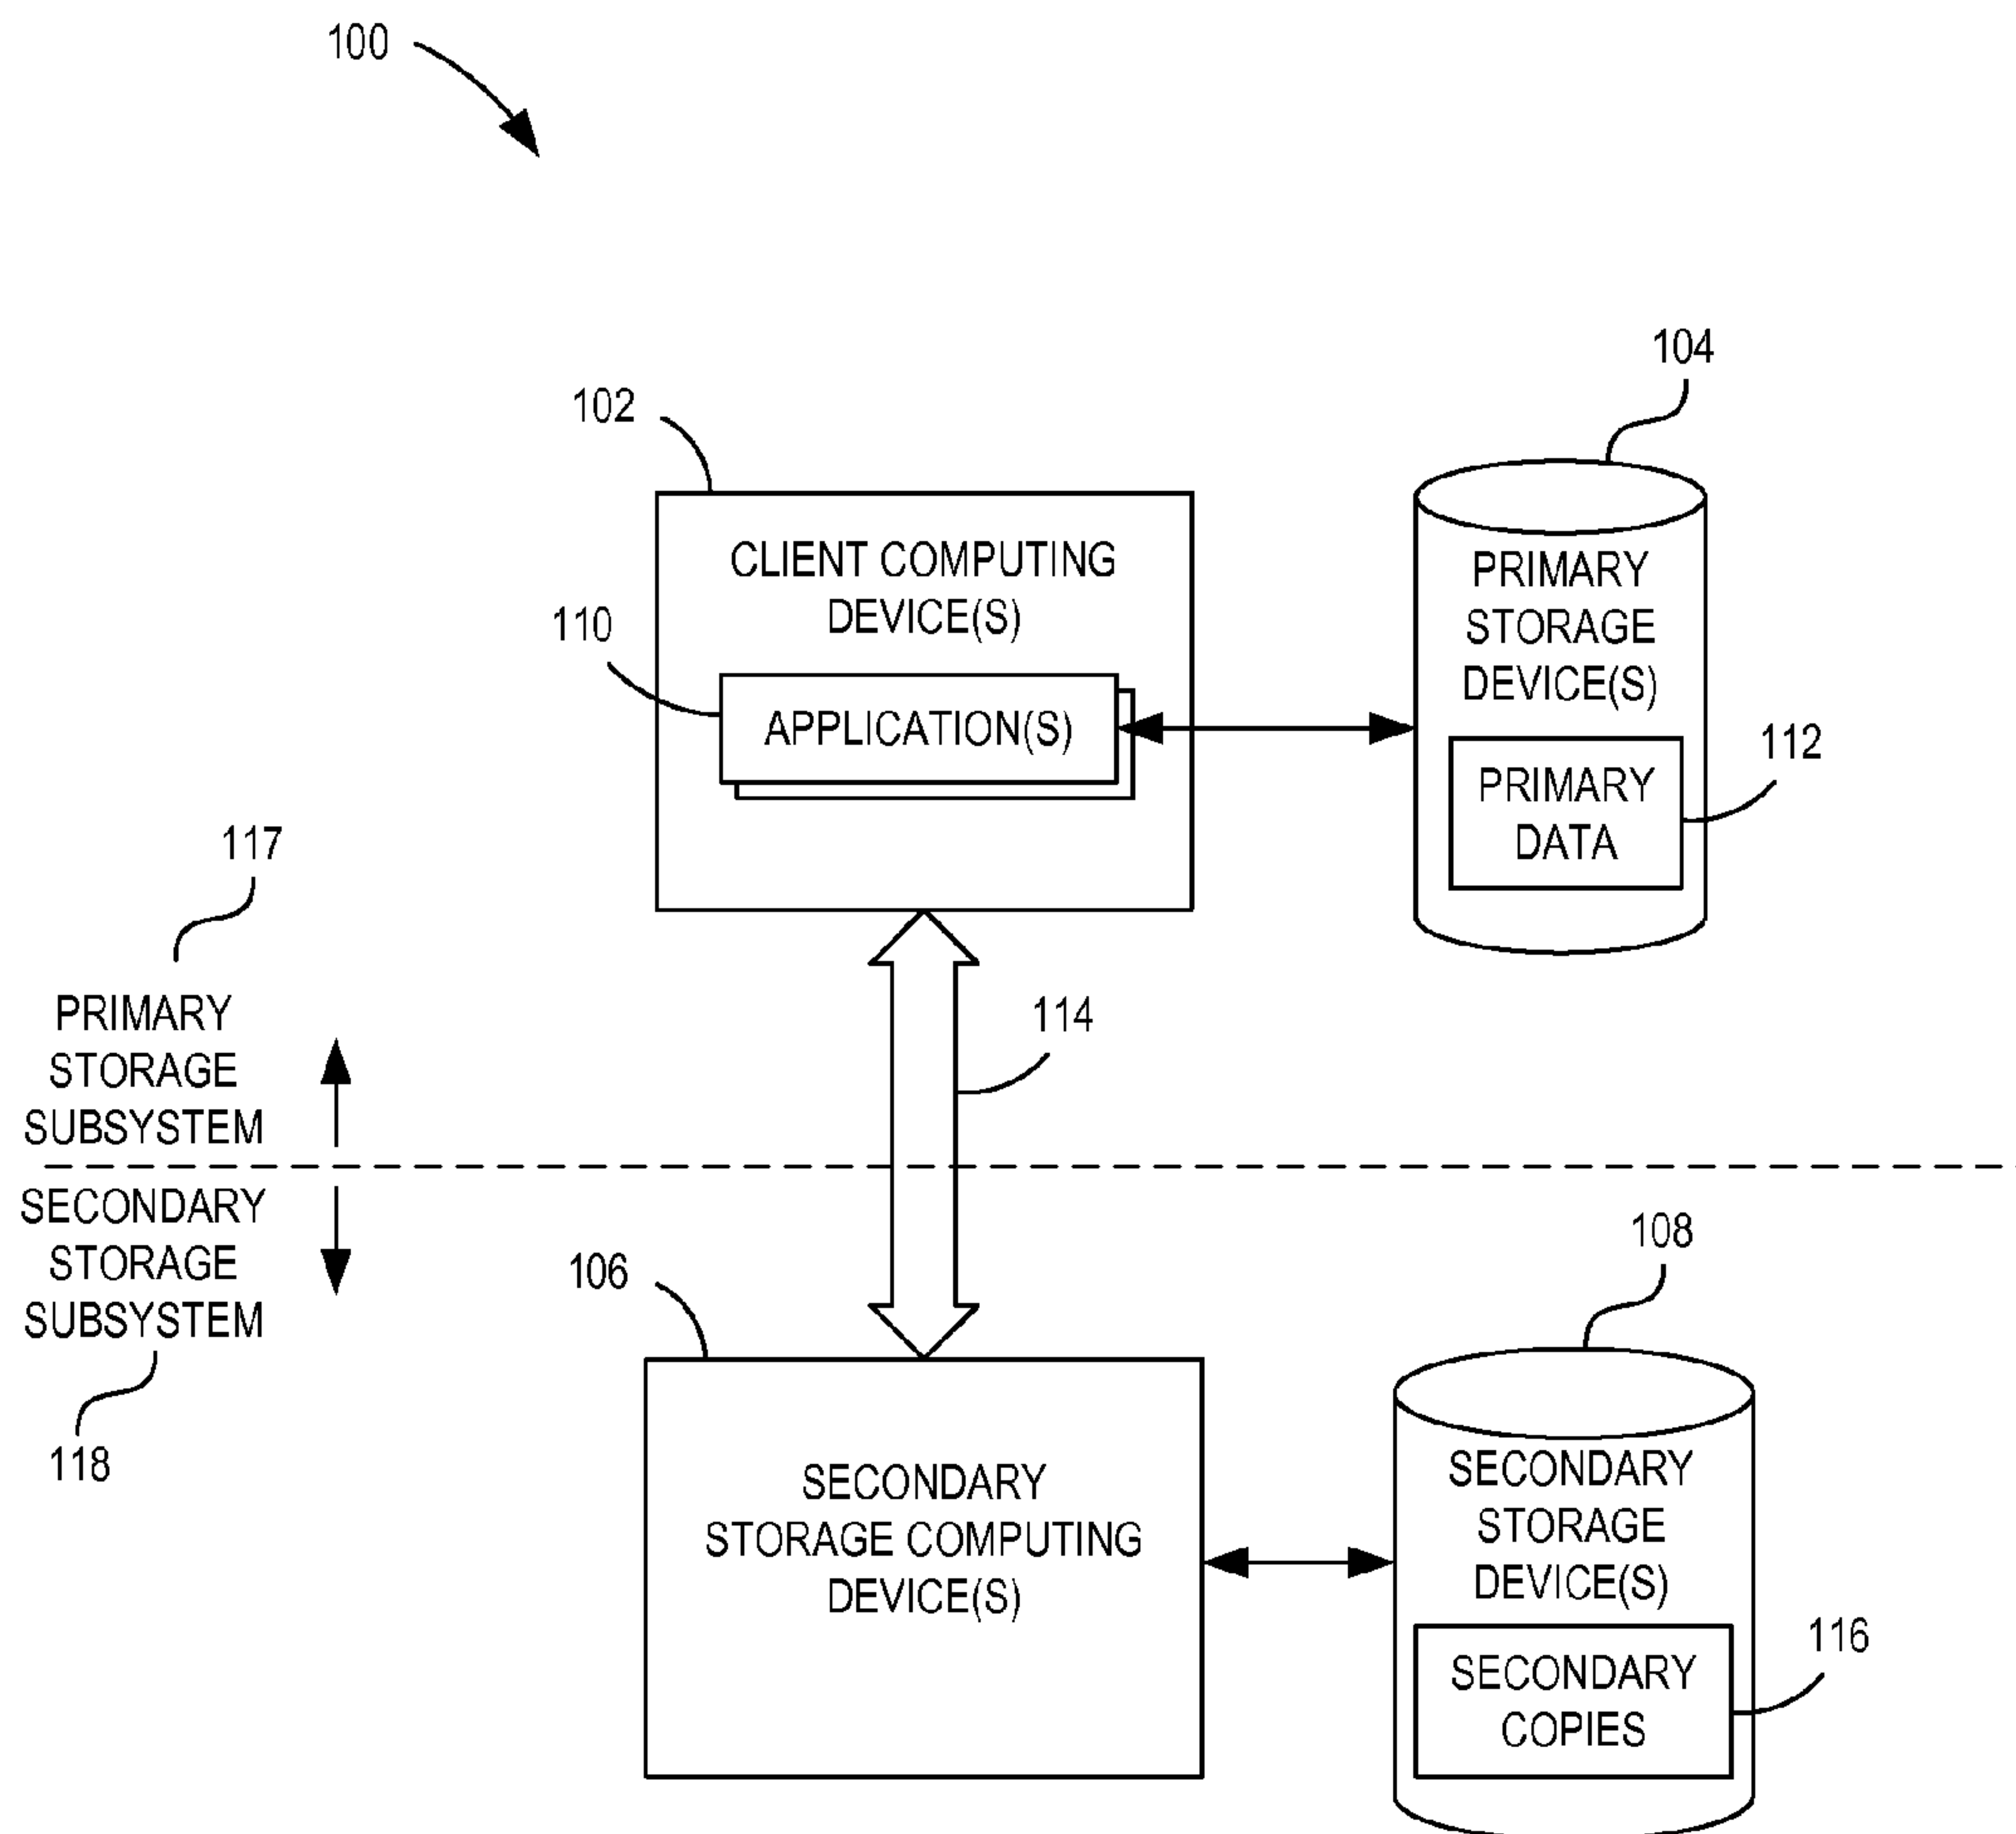 100
104
102
CLIENT COMPUTING
DEVICE(S)
PRIMARY
STORAGE
DEVICE(S)
110
APPLICATION(S)
112
PRIMARY
DATA
117
PRIMARY
STORAGE
SUBSYSTEM
114
SECONDARY
STORAGE
SUBSYSTEM
118
106
108
SECONDARY
STORAGE COMPUTING
DEVICE(S)
SECONDARY
STORAGE
DEVICE(S)
116
SECONDARY
COPIES